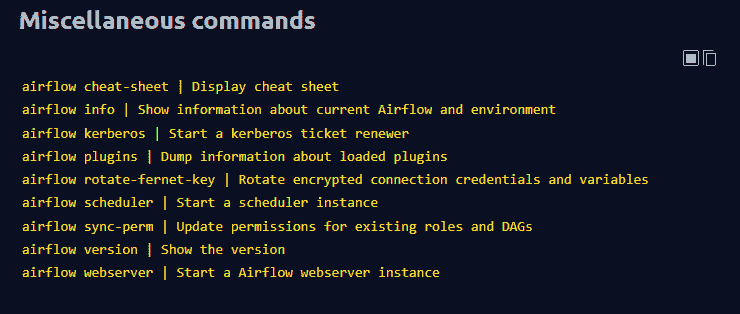 Miscellaneous commands
airflow cheat-sheet | Display cheat sheet
airflow info | Show information about current Airflow and environment
airflow kerberos | Start a kerberos ticket renewer
airflow plugins | Dump information about loaded plugins
airflow rotate-fernet-key | Rotate encrypted connection credentials and variables
airflow scheduler | Start a scheduler instance
airflow sync-perm | Update permissions for existing roles and DAGs
airflow version | Show the version
airflow webserver | Start a Airflow webserver instance